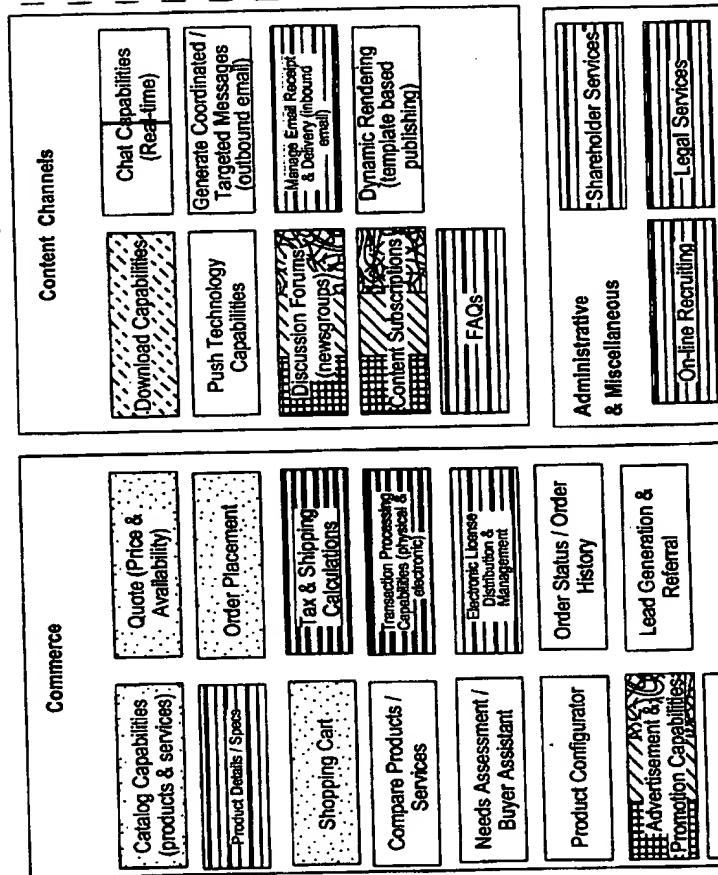 Commerce
Catalog Capabilities
(products & services)
Quote (Price &
Availability)
Product Details / Specs
Order Placement
Shopping Cart
Tax & Shipping
Calculations
Compare Products /
Services
Transaction Processing
Capabilities (physical &
electronic)
Needs Assessment /
Buyer Assistant
Electronic License
Distribution &
Management
Product Configurator
Order Status / Order
History
Advertisement &
Promotion Capabilities
Lead Generation &
Referral
Content Channels
Download Capabilities
Chat Capabilities
(Real-time)
Push Technology
Capabilities
Generate Coordinated /
Targeted Messages
(outbound email)
Discussion Forums
(newsgroups)
Manage Email Receipt
& Delivery (inbound
email)
Content Subscriptions
Dynamic Rendering
(template based
publishing)
FAQs
Administrative
& Miscellaneous
Shareholder Services
On-line Recruiting
Legal Services